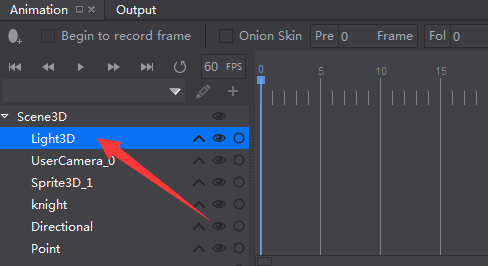 Animation Output
Begin to record frame Onion Skin Pre 0 Frame Fol 0
60 FPS 0 5 10 15
Scene3D
Light3D
UserCamera_0
Sprite3D_1
knight
Directional
Point